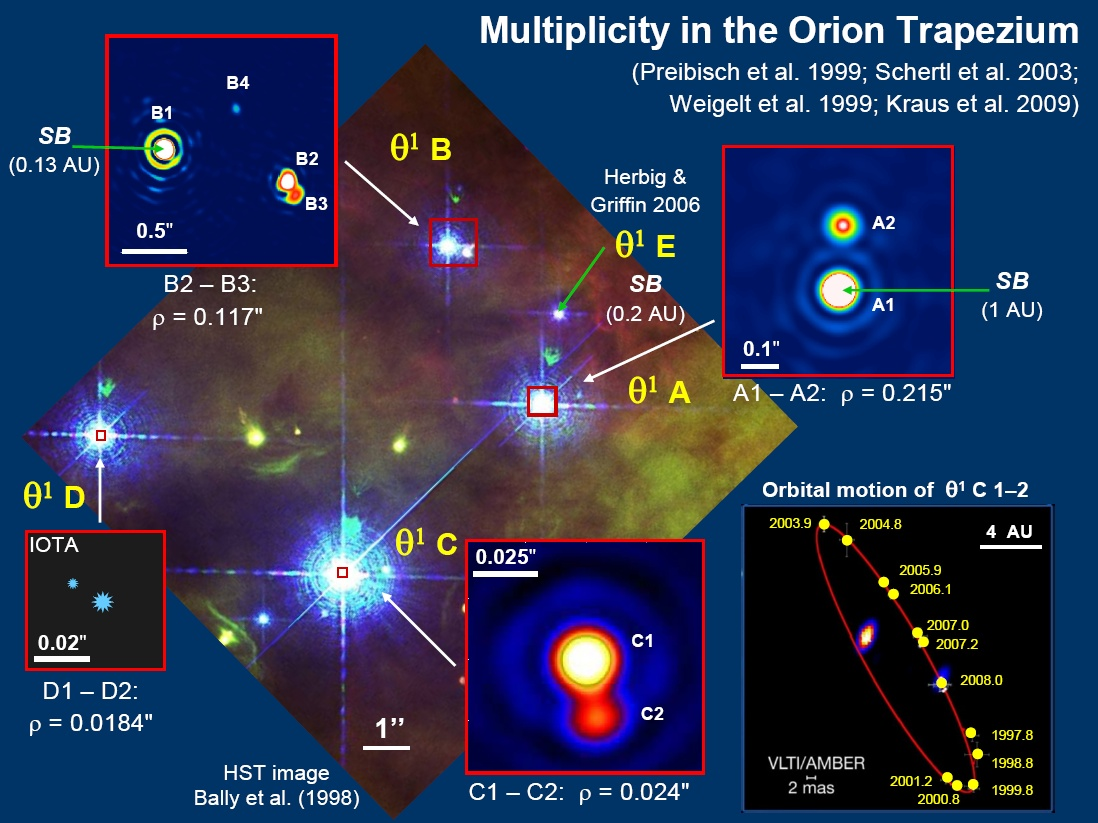 Multiplicity in the Orion Trapezium
(Preibisch et al. 1999; Schertl et al. 2003;
Weigelt et al. 1999; Kraus et al. 2009)
B4
B1
SB
(0.13 AU)
B2
B3
0.5"
B2 – B3:
ρ = 0.117"
θ¹ B
Herbig &
Griffin 2006
θ¹ E
SB
(0.2 AU)
A2
A1
SB
(1 AU)
0.1"
A1 – A2: ρ = 0.215"
θ¹ A
θ¹ D
IOTA
0.02"
D1 – D2:
ρ = 0.0184"
θ¹ C
0.025"
C1
C2
C1 – C2: ρ = 0.024"
1’’
HST image
Bally et al. (1998)
Orbital motion of θ¹ C 1–2
2003.9
2004.8
4 AU
2005.9
2006.1
2007.0
2007.2
2008.0
1997.8
1998.8
1999.8
2001.2
2000.8
VLTI/AMBER
2 mas